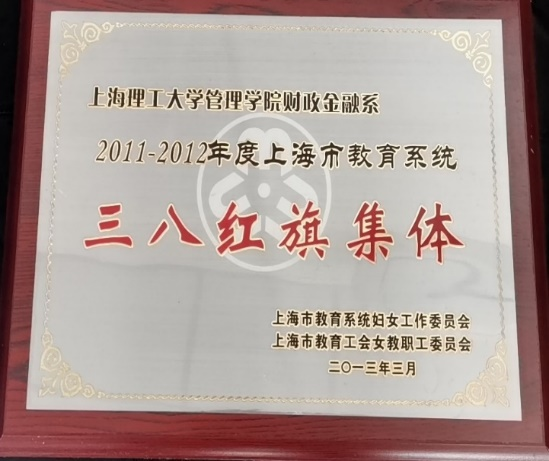 上海理工大学管理学院财政金融系
2011-2012年度上海市教育系统
三八红旗集体
上海市教育系统妇女工作委员会
上海市教育工会女教职工委员会
二〇一三年三月